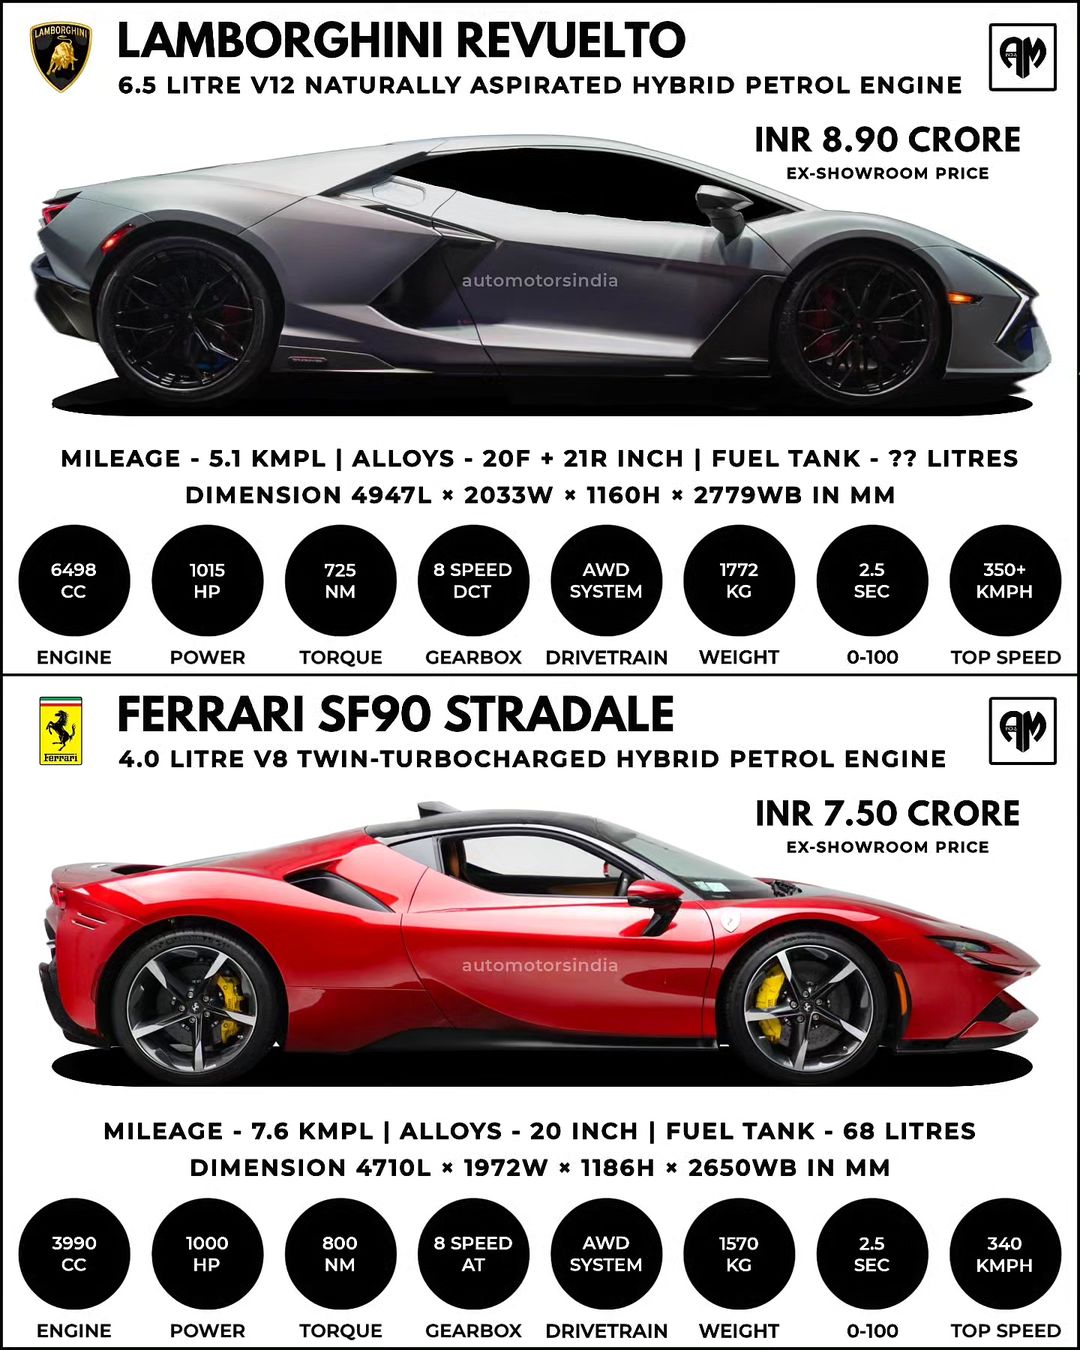 LAMBORGHINI
LAMBORGHINI REVUELTO
6.5 LITRE V12 NATURALLY ASPIRATED HYBRID PETROL ENGINE
AM
INR 8.90 CRORE
EX-SHOWROOM PRICE
automotorsindia
MILEAGE - 5.1 KMPL | ALLOYS - 20F + 21R INCH | FUEL TANK - ?? LITRES
DIMENSION 4947L × 2033W × 1160H × 2779WB IN MM
6498 CC
1015 HP
725 NM
8 SPEED DCT
AWD SYSTEM
1772 KG
2.5 SEC
350+ KMPH
ENGINE POWER TORQUE GEARBOX DRIVETRAIN WEIGHT 0-100 TOP SPEED
Ferrari
FERRARI SF90 STRADALE
4.0 LITRE V8 TWIN-TURBOCHARGED HYBRID PETROL ENGINE
AM
INR 7.50 CRORE
EX-SHOWROOM PRICE
automotorsindia
MILEAGE - 7.6 KMPL | ALLOYS - 20 INCH | FUEL TANK - 68 LITRES
DIMENSION 4710L × 1972W × 1186H × 2650WB IN MM
3990 CC
1000 HP
800 NM
8 SPEED AT
AWD SYSTEM
1570 KG
2.5 SEC
340 KMPH
ENGINE POWER TORQUE GEARBOX DRIVETRAIN WEIGHT 0-100 TOP SPEED